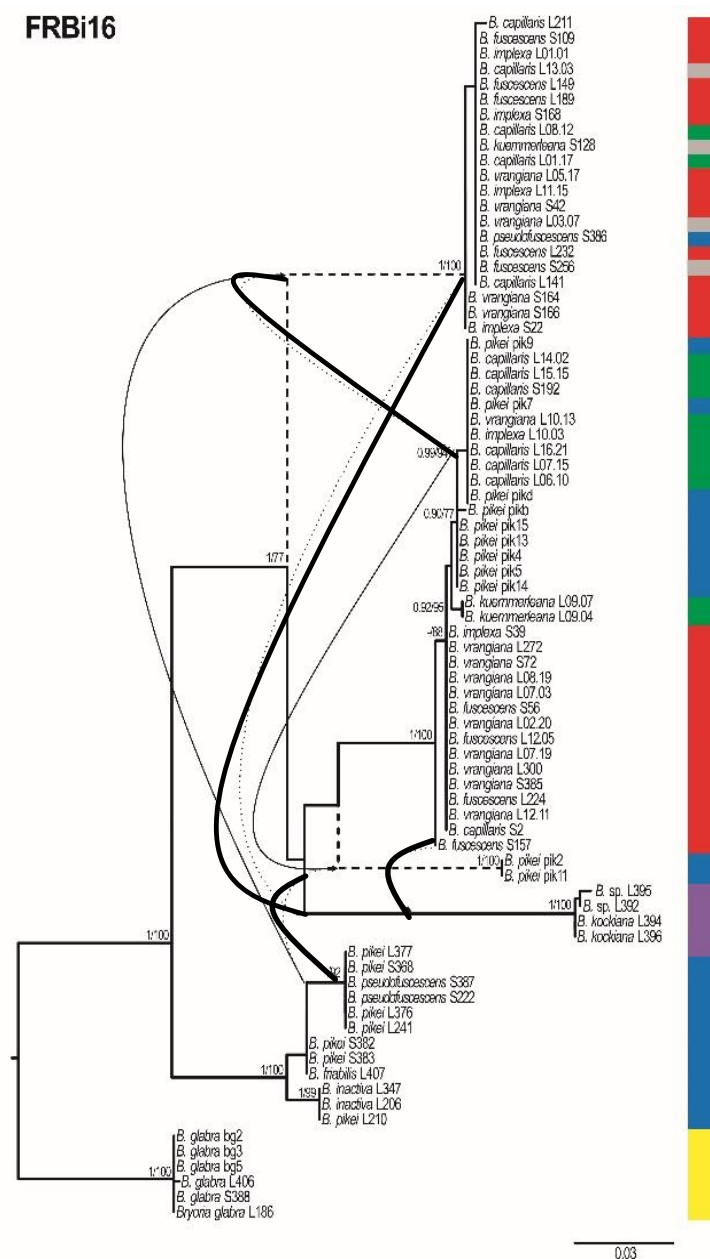 FRBi16
B. capillaris L211
B. fuscescens S109
B. implexa L01.01
B. capillaris L13.03
B. fuscescens L149
B. fuscescens L189
B. implexa S168
B. capillaris L08.12
B. kuemmerleana S128
B. capillaris L01.17
B. vrangiana L05.17
B. implexa L11.15
B. vrangiana S42
B. vrangiana L03.07
B. pseudofuscescens S386
B. fuscescens L232
B. fuscescens S256
1/100
B. capillaris L141
B. vrangiana S164
B. vrangiana S166
B. implexa S22
B. pikei pik9
B. capillaris L14.02
B. capillaris L15.15
B. capillaris S192
B. pikei pik7
B. vrangiana L10.13
B. implexa L10.03
0.99/94
B. capillaris L16.21
B. capillaris L07.15
B. capillaris L06.10
B. pikei pikd
B. pikei pikb
0.90/77
B. pikei pik15
B. pikei pik13
B. pikei pik4
1/77
B. pikei pik5
B. pikei pik14
B. kuemmerleana L09.07
0.92/95
B. kuemmerleana L09.04
-/88
B. implexa S39
B. vrangiana L272
B. vrangiana S72
B. vrangiana L08.19
B. vrangiana L07.03
B. fuscescens S56
B. vrangiana L02.20
B. fuscescens L12.05
1/100
B. vrangiana L07.19
B. vrangiana L300
B. vrangiana S385
B. fuscescens L224
B. vrangiana L12.11
B. capillaris S2
B. fuscescens S157
1/100
B. pikei pik2
B. pikei pik11
B. sp. L395
1/100
B. sp. L392
B. kockiana L394
B. kockiana L396
1/100
B. pikei L377
B. pikei S368
B. pseudofuscescens S387
B. pseudofuscescens S222
B. pikei L376
B. pikei L241
B. pikei S382
B. pikei S383
1/100
B. friabilis L407
B. inactiva L347
1/99
B. inactiva L206
B. pikei L210
B. glabra bg2
B. glabra bg3
1/100
B. glabra bg5
B. glabra L406
B. glabra S388
Bryoria glabra L186
0.03